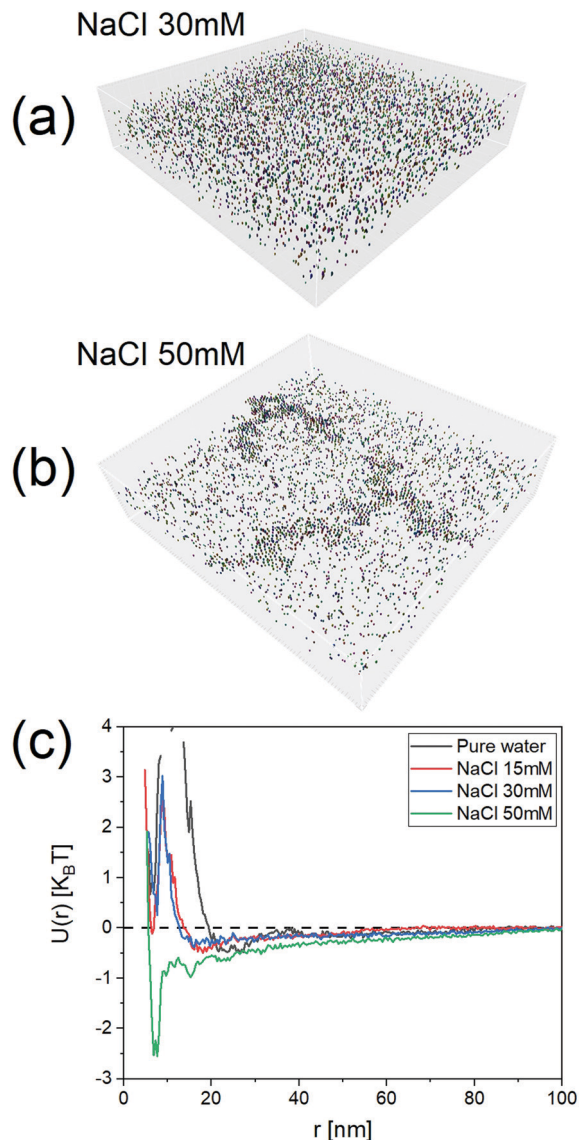 NaCl 30mM
(a)
NaCl 50mM
(b)
(c)
4
3
2
1
0
-1
-2
-3
U(r) [K_BT]
Pure water
NaCl 15mM
NaCl 30mM
NaCl 50mM
0 20 40 60 80 100
r [nm]